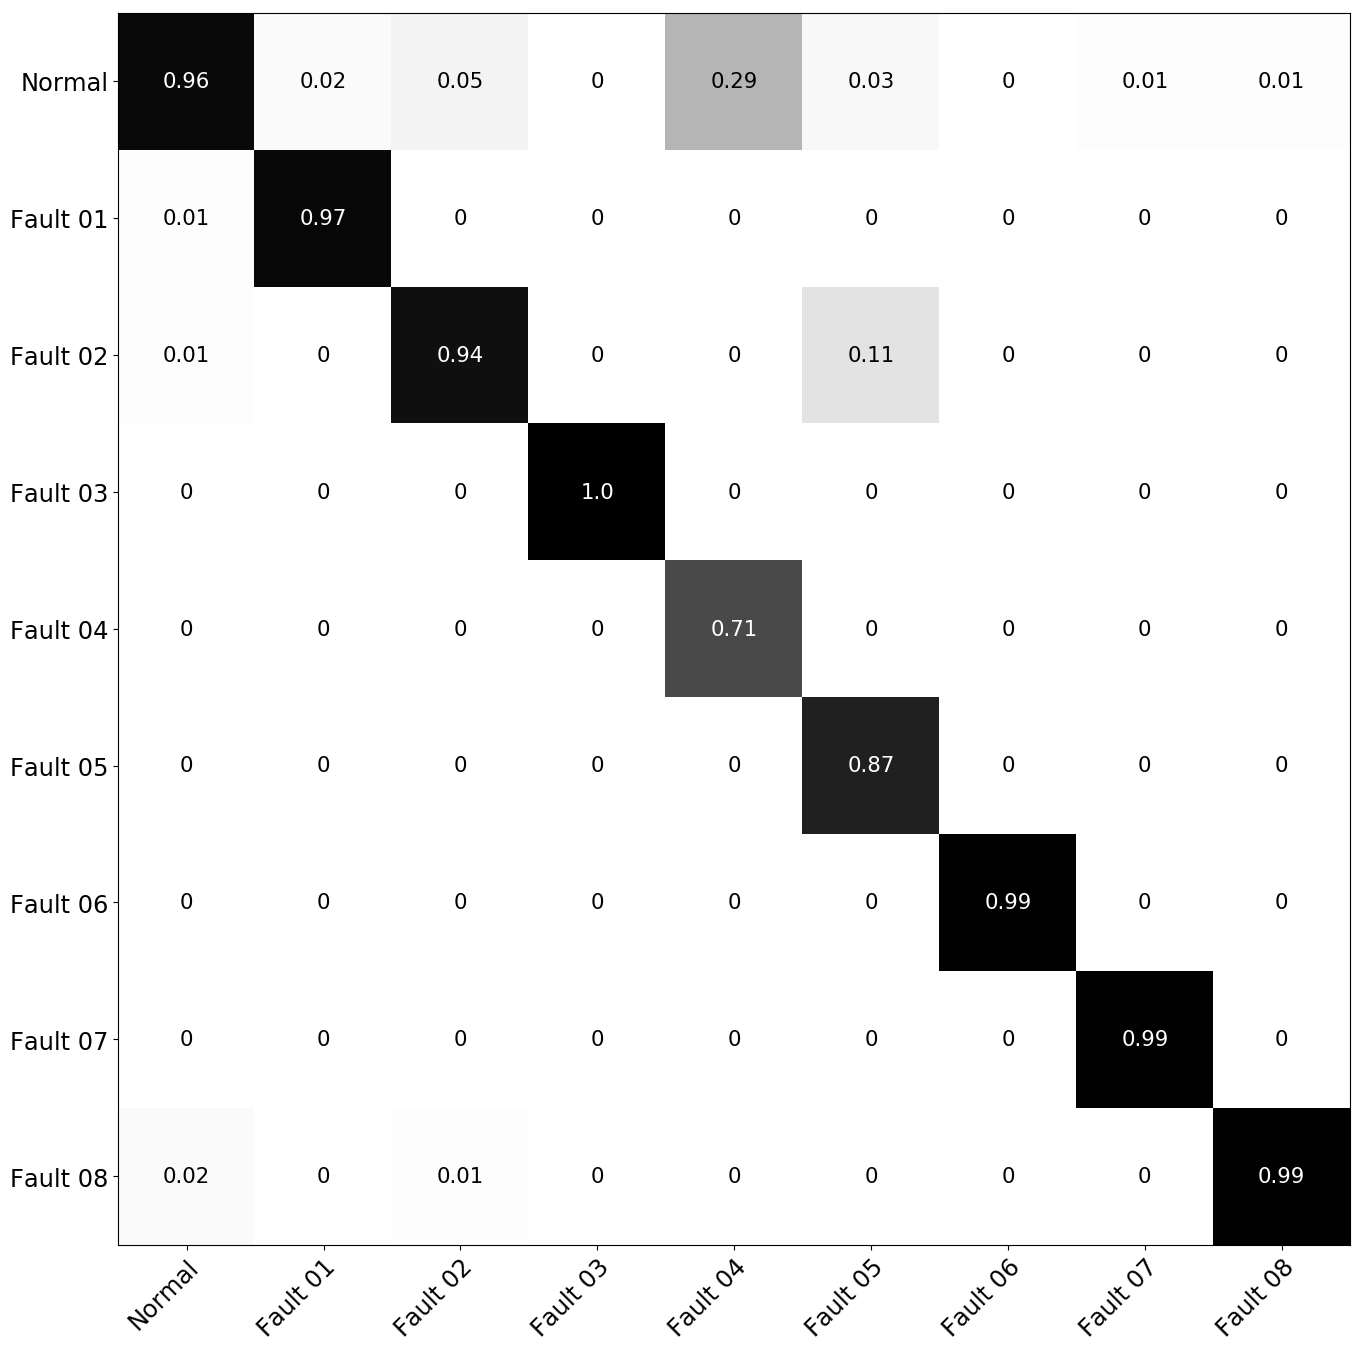 Normal 0.96 0.02 0.05 0 0.29 0.03 0 0.01 0.01
Fault 01 0.01 0.97 0 0 0 0 0 0 0
Fault 02 0.01 0 0.94 0 0 0.11 0 0 0
Fault 03 0 0 0 1.0 0 0 0 0 0
Fault 04 0 0 0 0 0.71 0 0 0 0
Fault 05 0 0 0 0 0 0.87 0 0 0
Fault 06 0 0 0 0 0 0 0.99 0 0
Fault 07 0 0 0 0 0 0 0 0.99 0
Fault 08 0.02 0 0.01 0 0 0 0 0 0.99
Normal Fault 01 Fault 02 Fault 03 Fault 04 Fault 05 Fault 06 Fault 07 Fault 08